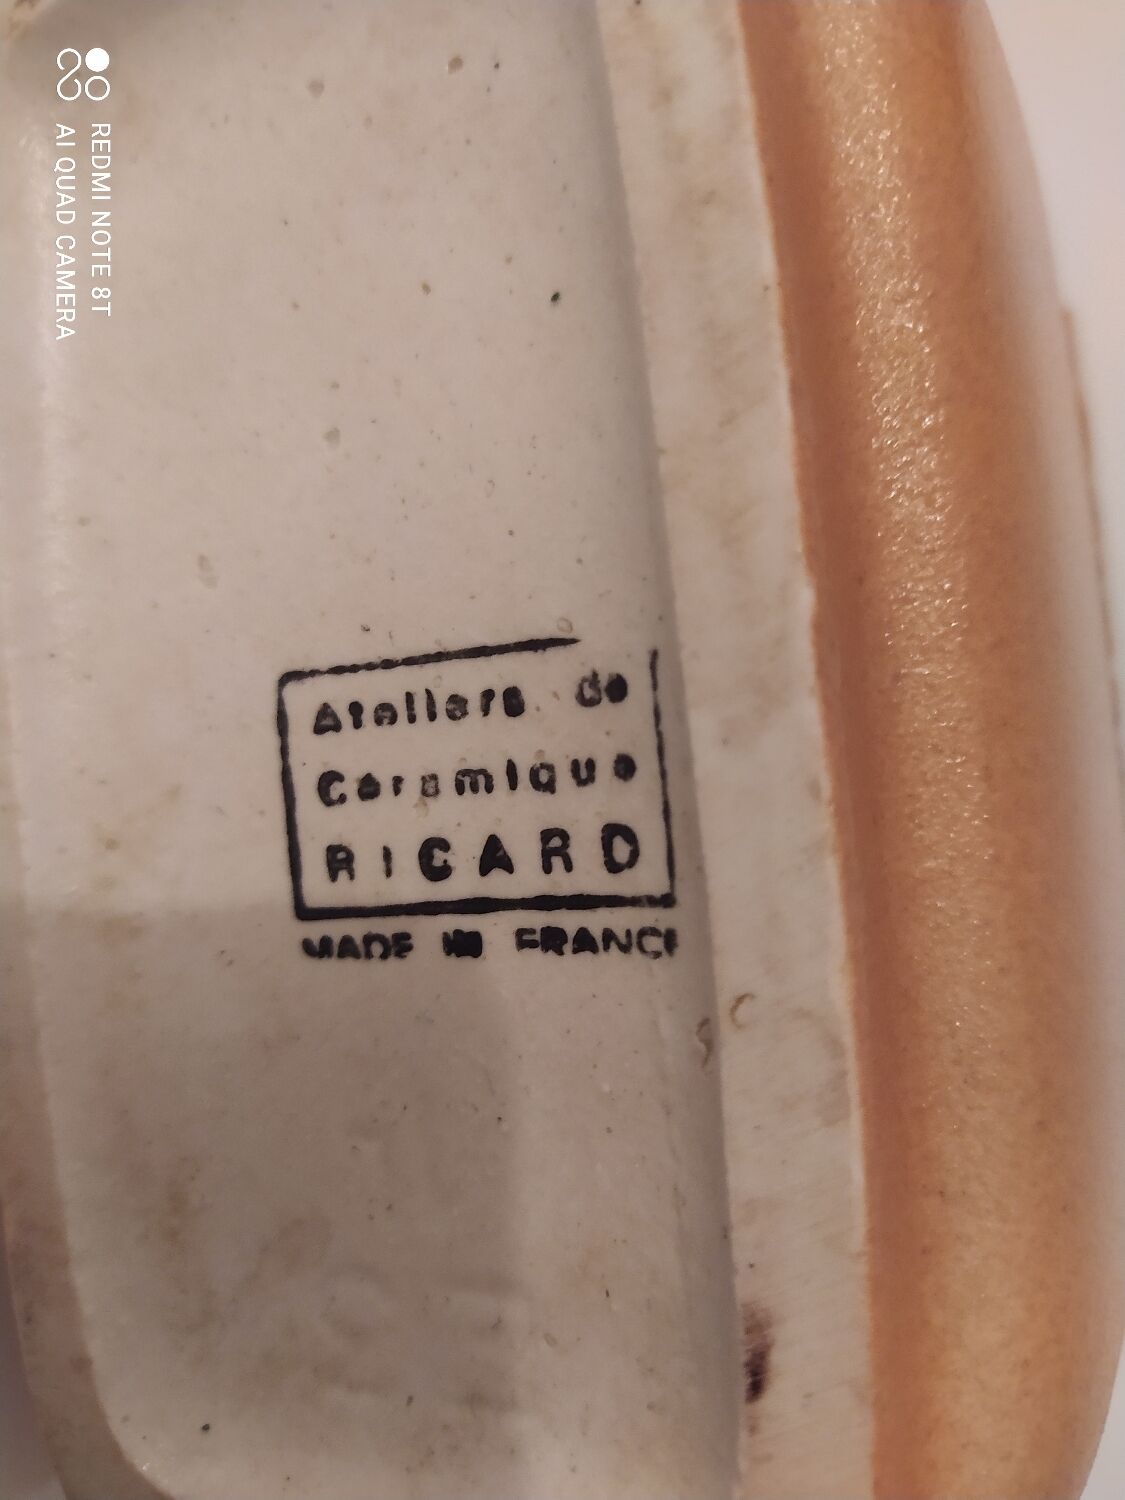 REDMI NOTE 8T
AI QUAD CAMERA
Ateliers de
Céramique
RICARD
MADE IN FRANCE